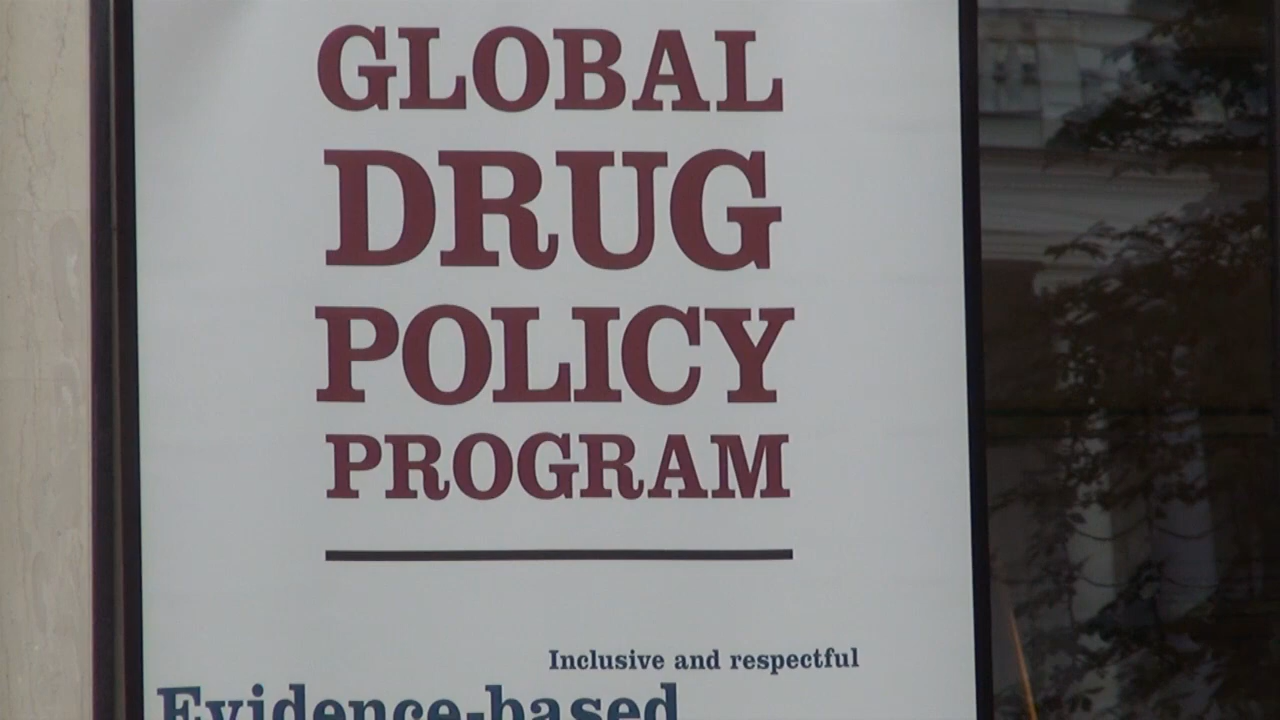 GLOBAL
DRUG
POLICY
PROGRAM
Inclusive and respectful
Evidence-based